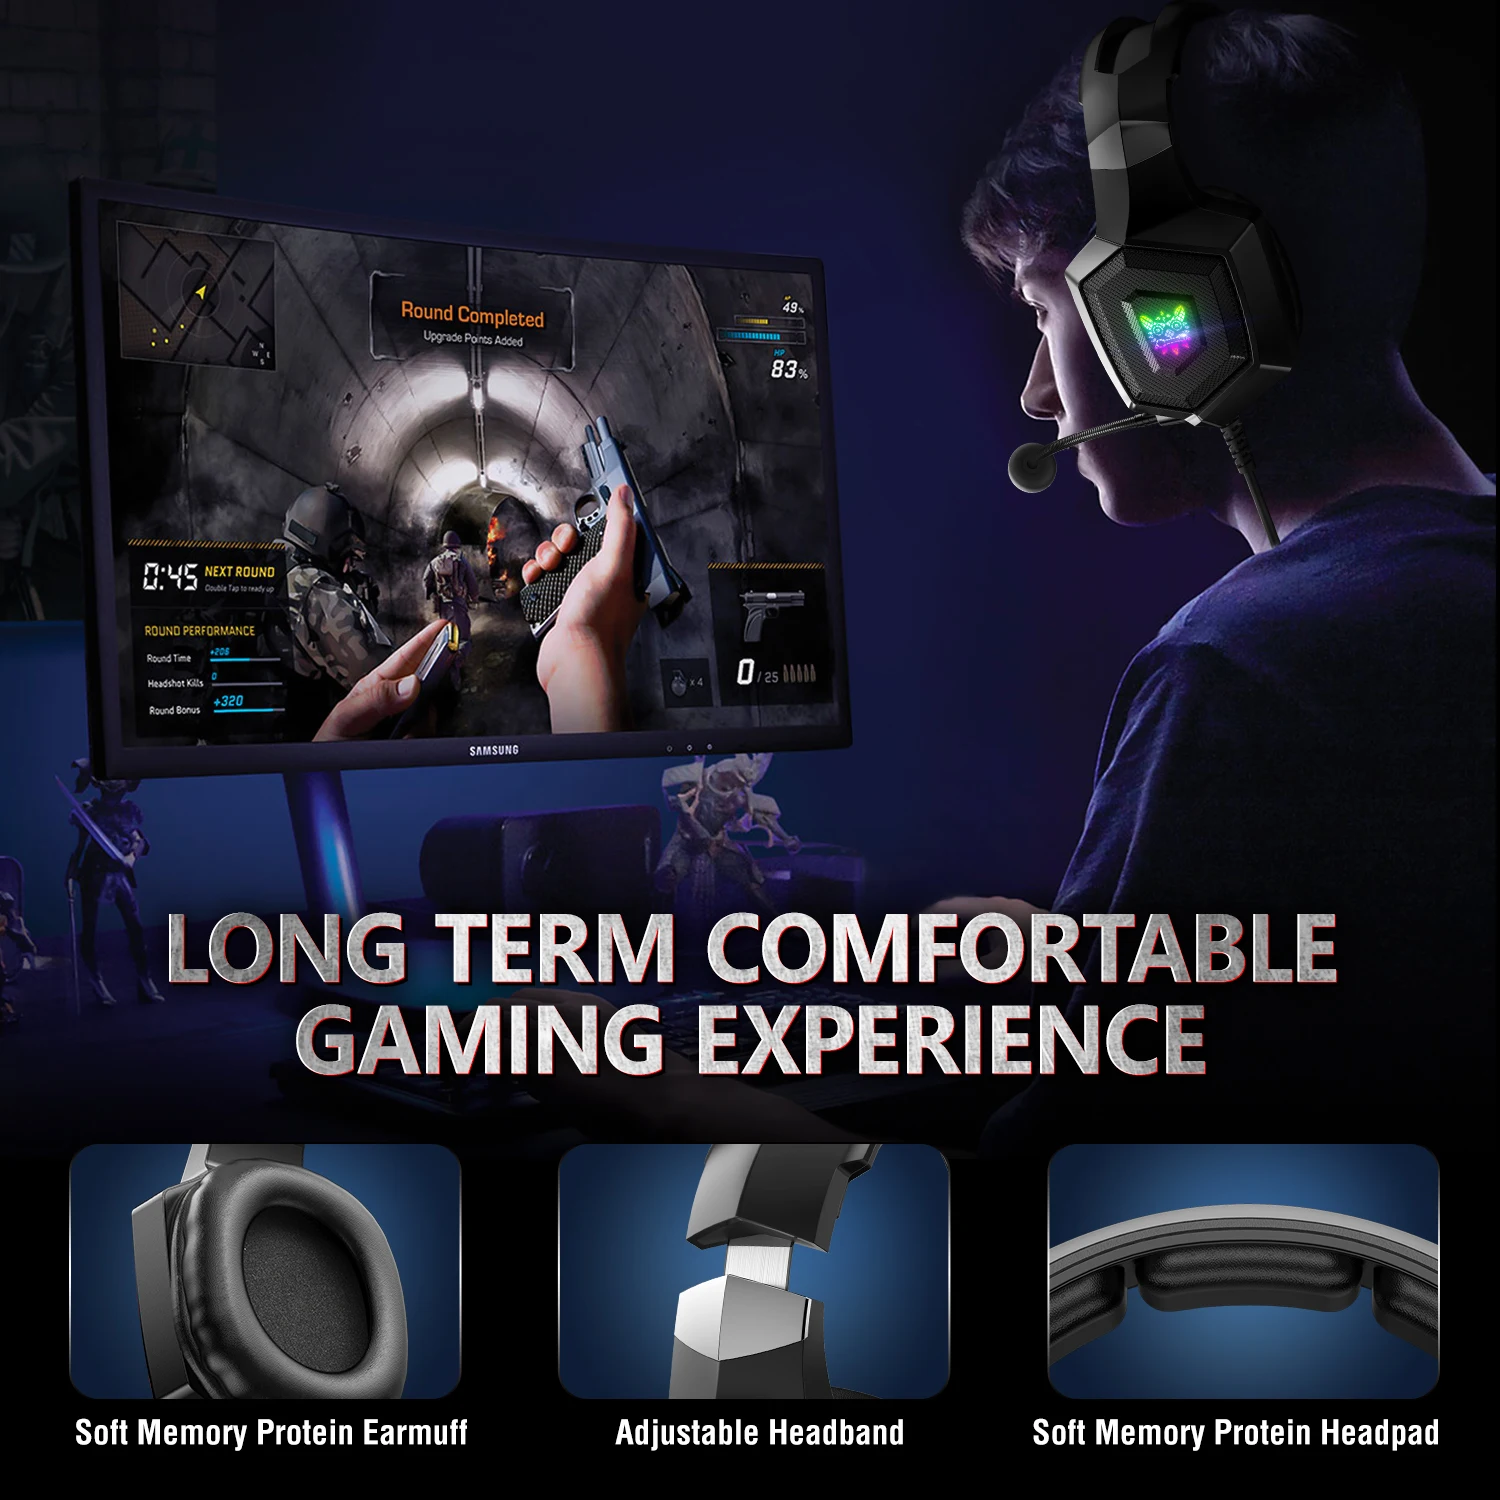 49%
HP
83%
Round Completed
Upgrade Points Added
N
W E
S
0:45 NEXT ROUND
Double Tap to ready up
ROUND PERFORMANCE
Round Time +206
Headshot Kills 0
Round Bonus +320
x 4
0 / 25
SAMSUNG
LONG TERM COMFORTABLE
GAMING EXPERIENCE
Soft Memory Protein Earmuff
Adjustable Headband
Soft Memory Protein Headpad